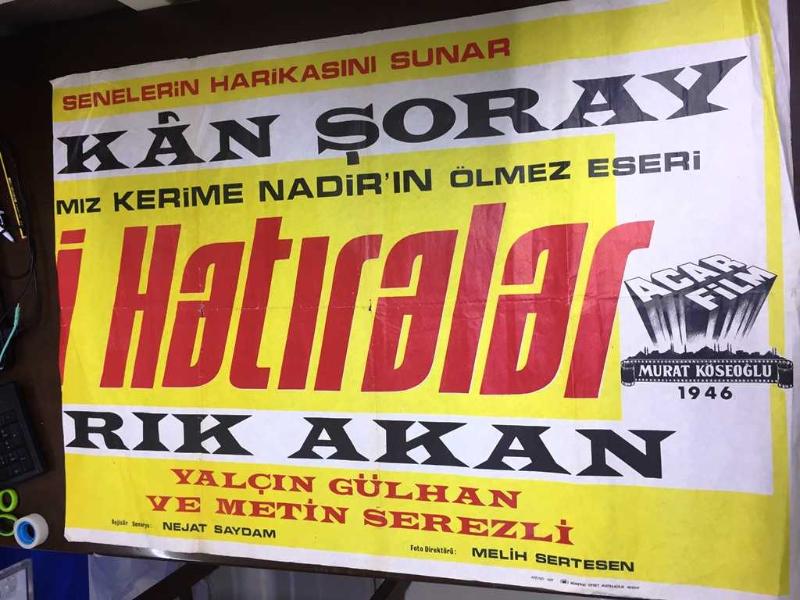 SENELERİN HARİKASINI SUNAR
KÂN ŞORAY
MIZ KERİME NADİR'IN ÖLMEZ ESERİ
İ Hatıralar
ACAR FİLM
MURAT KÖSEOĞLU
1946
RIK AKAN
YALÇIN GÜLHAN
VE METİN SEREZLİ
Rejisör Senaryo: NEJAT SAYDAM
Foto Direktörü: MELİH SERTESEN